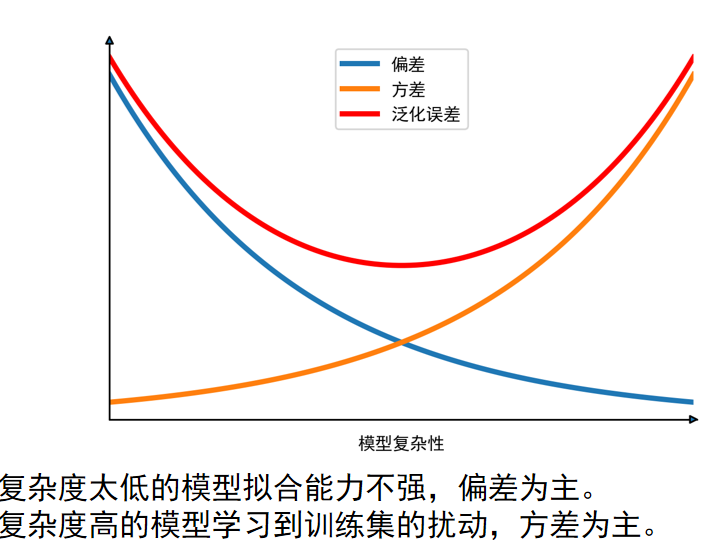 偏差
方差
泛化误差
模型复杂性
复杂度太低的模型拟合能力不强，偏差为主。
复杂度高的模型学习到训练集的扰动，方差为主。